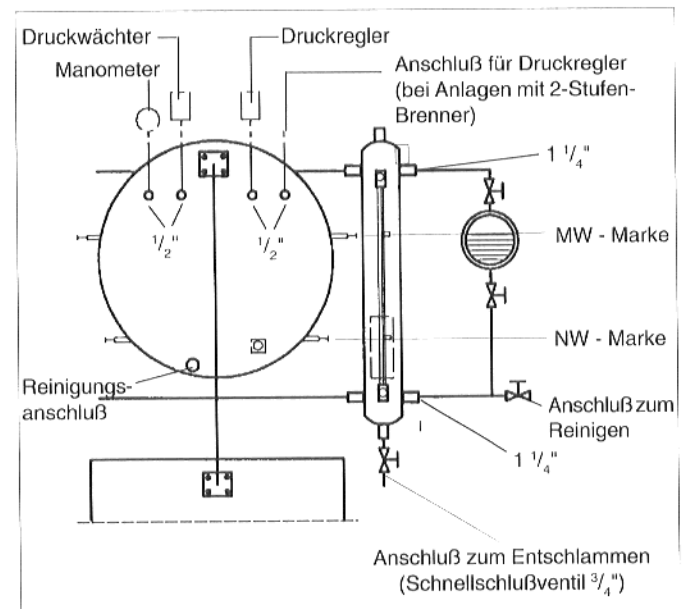 Druckwächter
Druckregler
Manometer
Anschluß für Druckregler
(bei Anlagen mit 2-Stufen-
Brenner)
1 1/4"
1/2"
1/2"
MW - Marke
NW - Marke
Reinigungs-
anschluß
Anschluß zum
Reinigen
1 1/4"
Anschluß zum Entschlammen
(Schnellschlußventil 3/4")